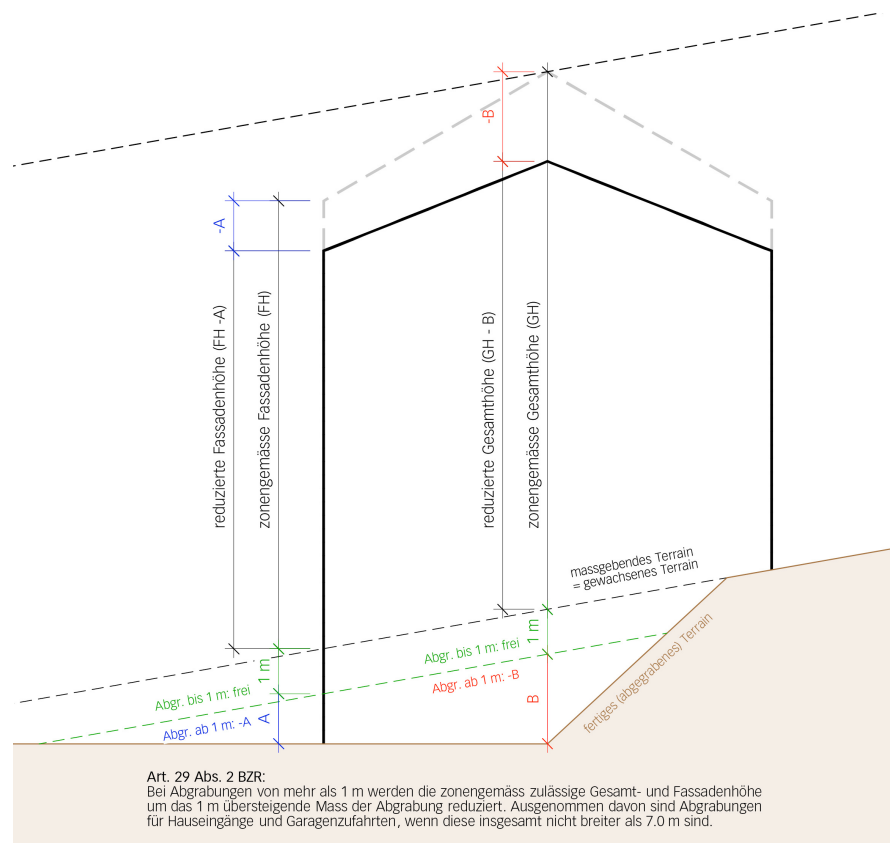 -B
-A
reduzierte Fassadenhöhe (FH -A)
zonengemässe Fassadenhöhe (FH)
reduzierte Gesamthöhe (GH - B)
zonengemässe Gesamthöhe (GH)
massgebendes Terrain
= gewachsenes Terrain
1 m
Abgr. bis 1 m: frei
Abgr. ab 1 m: -B
B
fertiges (abgegrabenes) Terrain
1 m
Abgr. bis 1 m: frei
Abgr. ab 1 m: -A
A
Art. 29 Abs. 2 BZR:
Bei Abgrabungen von mehr als 1 m werden die zonengemäss zulässige Gesamt- und Fassadenhöhe
um das 1 m übersteigende Mass der Abgrabung reduziert. Ausgenommen davon sind Abgrabungen
für Hauseingänge und Garagenzufahrten, wenn diese insgesamt nicht breiter als 7.0 m sind.